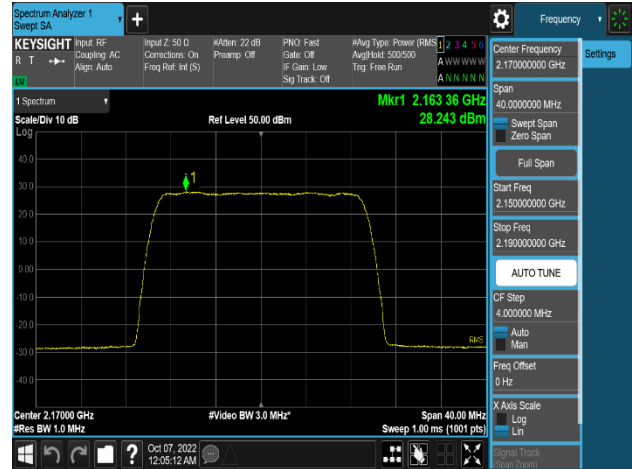 Spectrum Analyzer 1
Swept SA
+
Frequency
KEYSIGHT
R T
LNI
Input: RF
Coupling: AC
Align: Auto
Input Z: 50 Ω
Corrections: On
Freq Ref: Int (S)
#Atten: 22 dB
Preamp: Off
PNO: Fast
Gate: Off
IF Gain: Low
Sig Track: Off
#Avg Type: Power (RMS
Avg|Hold: 500/500
Trig: Free Run
1 2 3 4 5 6
A W W W W W
A N N N N N
1 Spectrum
Scale/Div 10 dB
Log
Ref Level 50.00 dBm
Mkr1 2.163 36 GHz
28.243 dBm
40.0
30.0
20.0
10.0
0.00
-10.0
-20.0
-30.0
-40.0
1
RMS
Center 2.17000 GHz
#Res BW 1.0 MHz
#Video BW 3.0 MHz*
Span 40.00 MHz
Sweep 1.00 ms (1001 pts)
?
Oct 07, 2022
12:05:12 AM
Center Frequency
2.170000000 GHz
Span
40.0000000 MHz
Swept Span
Zero Span
Full Span
Start Freq
2.150000000 GHz
Stop Freq
2.190000000 GHz
AUTO TUNE
CF Step
4.000000 MHz
Auto
Man
Freq Offset
0 Hz
X Axis Scale
Log
Lin
Signal Track
(Span Zoom)
Settings